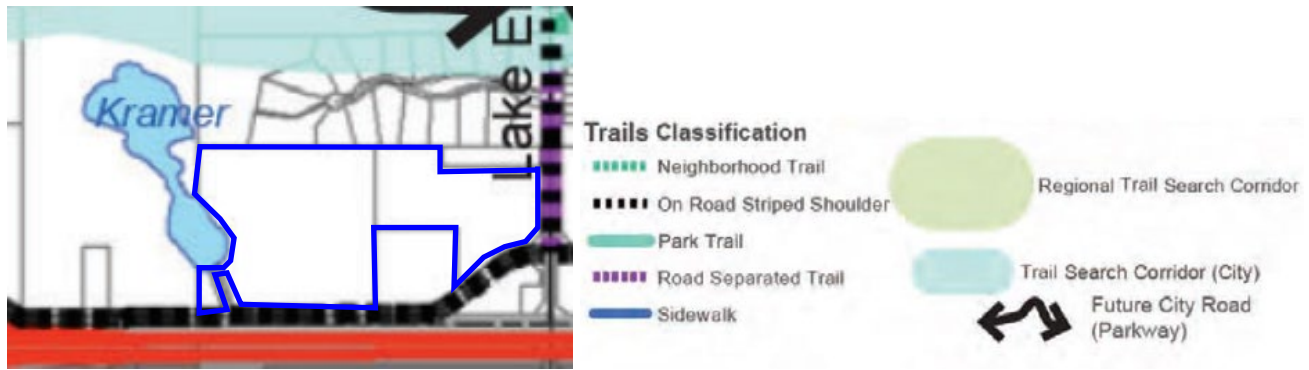 Kramer
Lake E
Trails Classification
Neighborhood Trail
On Road Striped Shoulder
Park Trail
Road Separated Trail
Sidewalk
Regional Trail Search Corridor
Trail Search Corridor (City)
Future City Road
(Parkway)